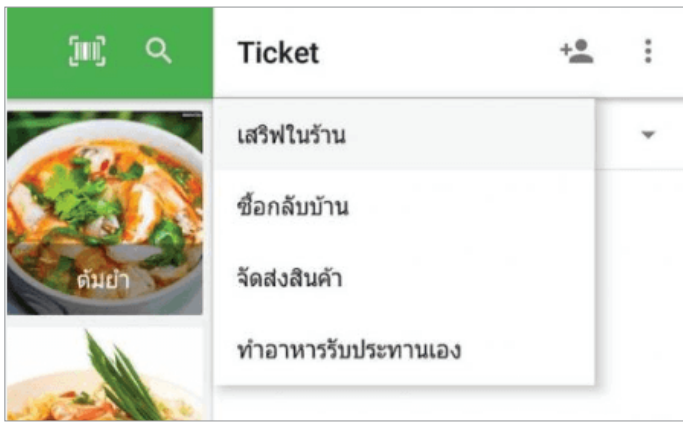 Ticket
เสริฟในร้าน
ซื้อกลับบ้าน
จัดส่งสินค้า
ทำอาหารรับประทานเอง
ต้มยำ